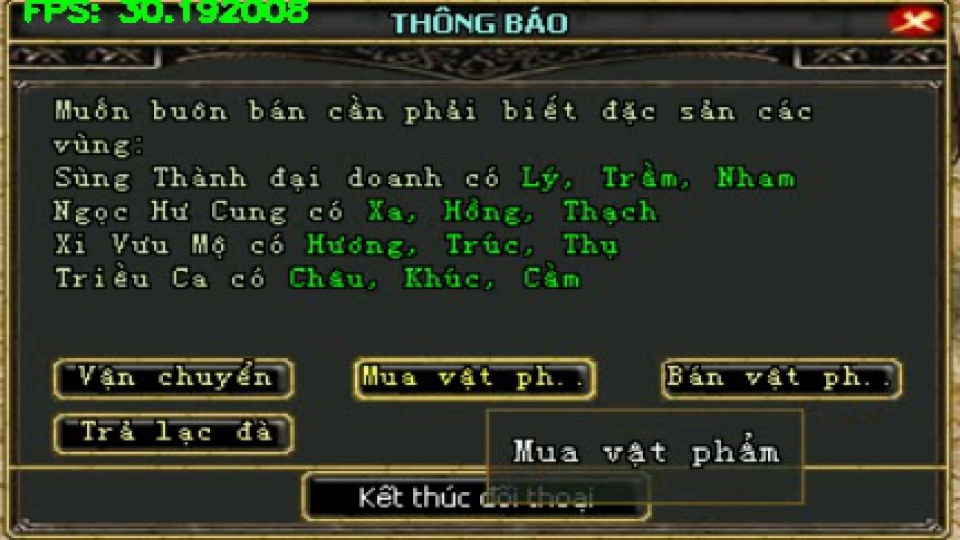 FPS: 30.192008
THÔNG BÁO
Muốn buôn bán cần phải biết đặc sản các
vùng:
Sùng Thành đại doanh có Lý, Trầm, Nham
Ngọc Hư Cung có Xa, Hồng, Thạch
Xi Vưu Mộ có Hương, Trúc, Thụ
Triều Ca có Châu, Khúc, Cầm
Vận chuyển Mua vật ph.. Bán vật ph..
Trả lạc đà
Mua vật phẩm
Kết thúc đối thoại